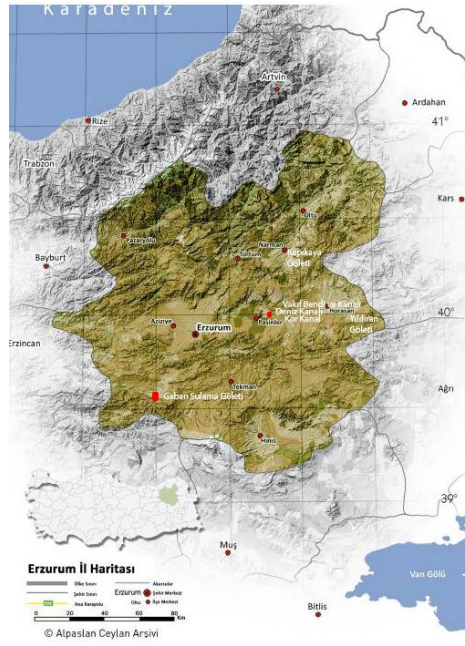 Karadeniz
Artvin
Ardahan
Rize
41°
Trabzon
Kars
Oltu
Pazaryolu
Narman
Kapıkaya
Göleti
Tortum
Bayburt
Vakıf Bendi ve Kanalı
Deniz Kanalı
Horasan
40°
Kör Kanal
Pasinler
Yıldıran
Göleti
Aziziye
Erzurum
Erzincan
Tekman
Ağrı
Gaban Sulama Göleti
Hınıs
39°
Muş
Van Gölü
Bitlis
Erzurum İl Haritası
Ülke Sınırı
Akarsular
Şehir Sınırı
Erzurum
Şehir Merkezi
Ana Karayolu
Oltu
İlçe Merkezi
0 20 40 60 80
Km
© Alpaslan Ceylan Arşivi